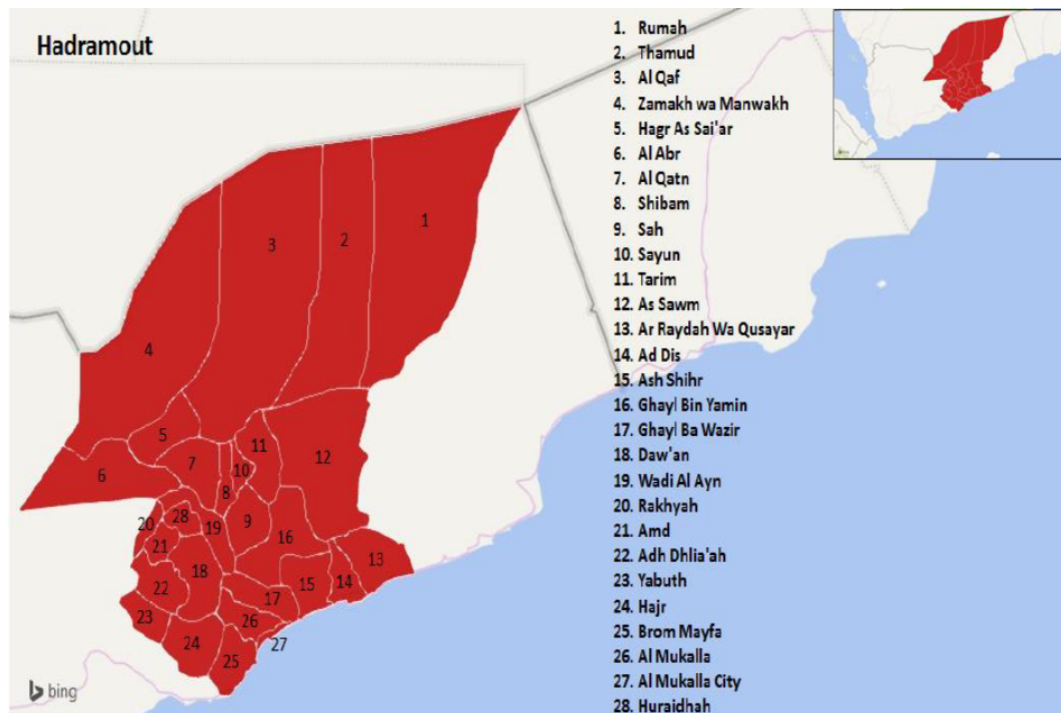 Hadramout
1. Rumah
2. Thamud
3. Al Qaf
4. Zamakh wa Manwakh
5. Hagr As Sai'ar
6. Al Abr
7. Al Qatn
8. Shibam
9. Sah
10. Sayun
11. Tarim
12. As Sawm
13. Ar Raydah Wa Qusayar
14. Ad Dis
15. Ash Shihr
16. Ghayl Bin Yamin
17. Ghayl Ba Wazir
18. Daw'an
19. Wadi Al Ayn
20. Rakhyah
21. Amd
22. Adh Dhlia'ah
23. Yabuth
24. Hajr
25. Brom Mayfa
26. Al Mukalla
27. Al Mukalla City
28. Huraidhah
1
2
3
4
5
6
7
8
9
10
11
12
13
14
15
16
17
18
19
20
21
22
23
24
25
26
27
28
bing